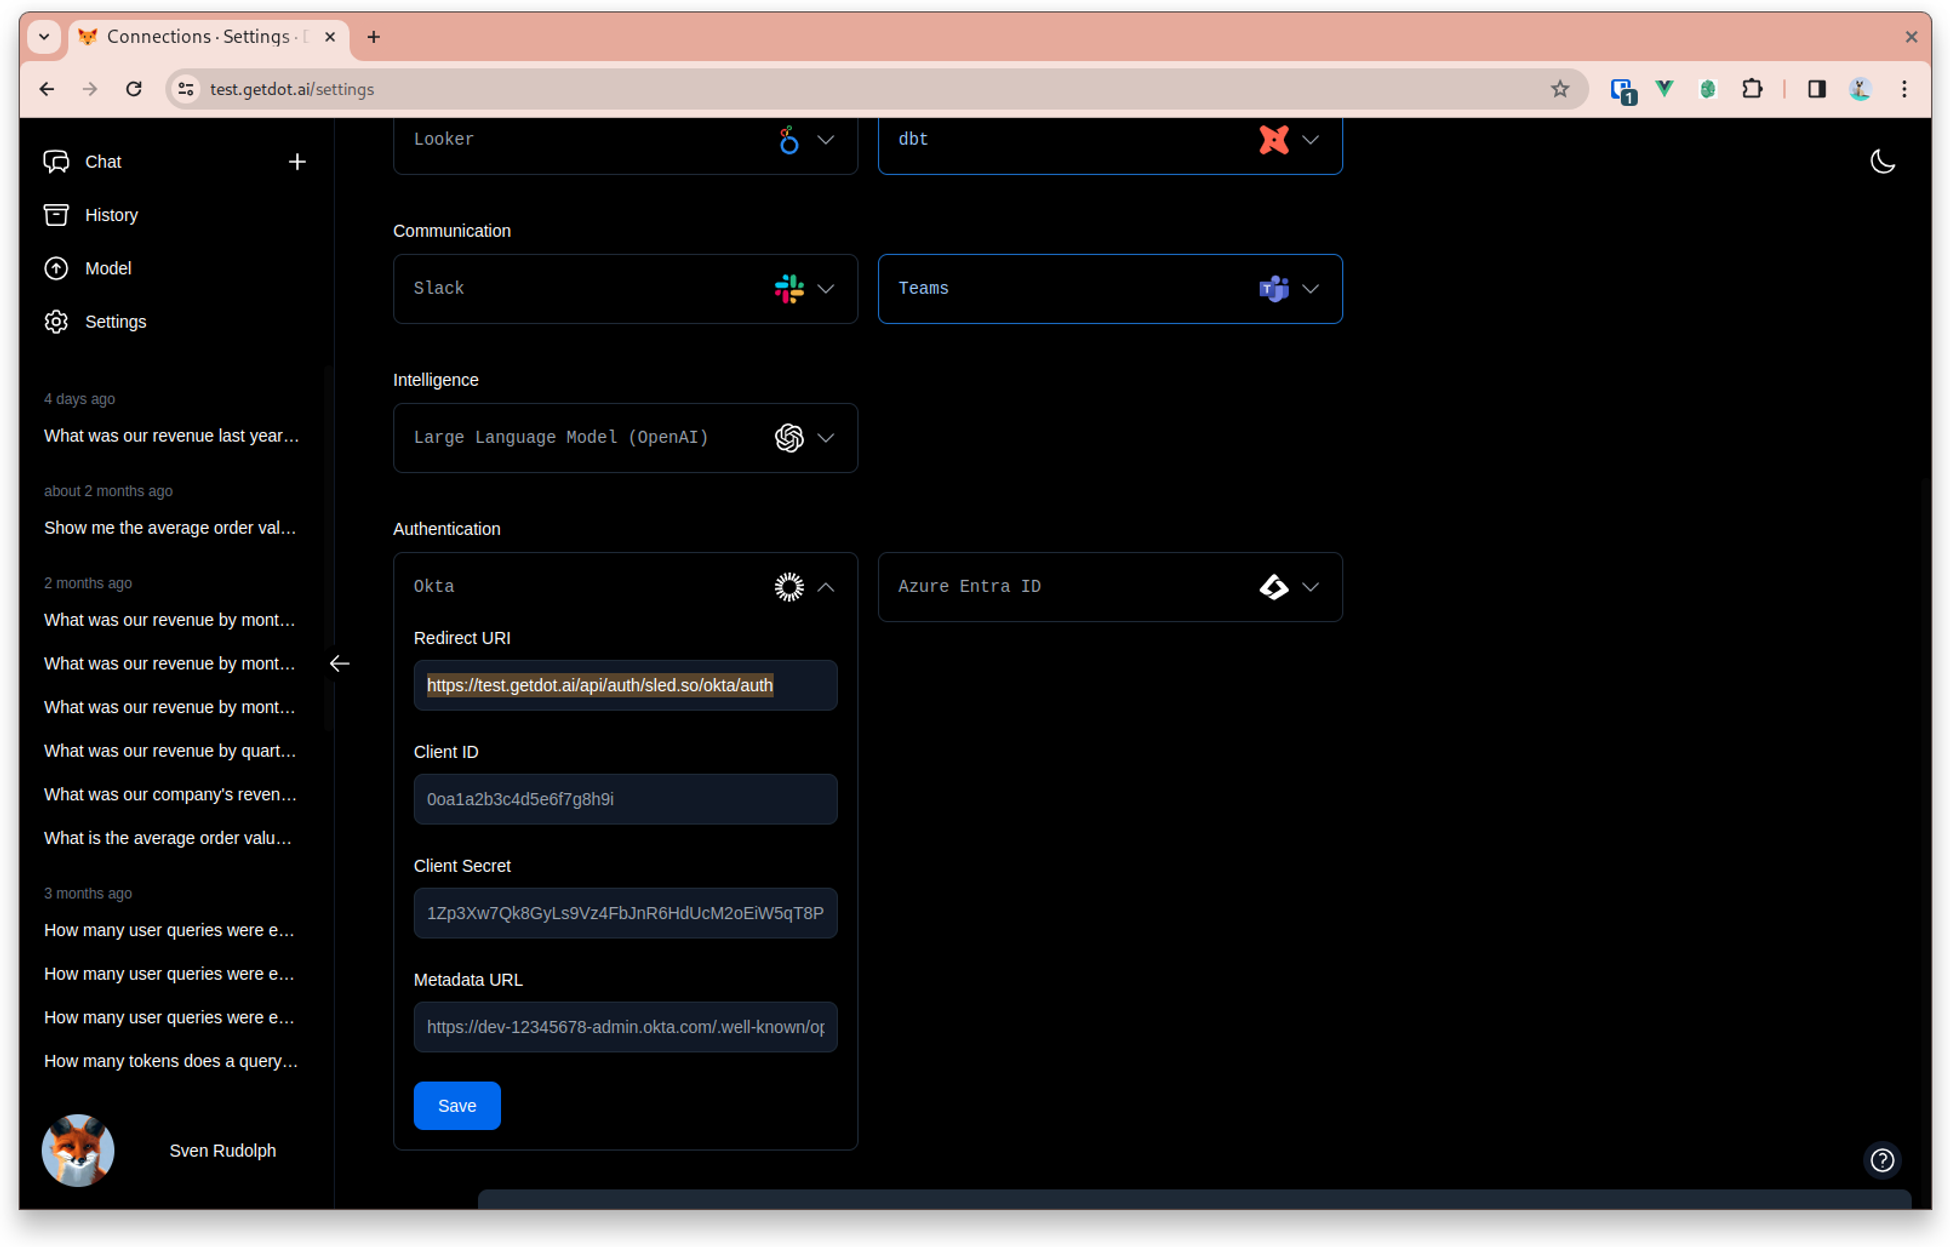 Connections · Settings ·
test.getdot.ai/settings
1
Chat
History
Model
Settings
4 days ago
What was our revenue last year...
about 2 months ago
Show me the average order val...
2 months ago
What was our revenue by mont...
What was our revenue by mont...
What was our revenue by mont...
What was our revenue by quart...
What was our company's reven...
What is the average order valu...
3 months ago
How many user queries were e...
How many user queries were e...
How many user queries were e...
How many tokens does a query...
Sven Rudolph
Looker
dbt
Communication
Slack
Teams
T
Intelligence
Large Language Model (OpenAI)
Authentication
Okta
Azure Entra ID
Redirect URI
https://test.getdot.ai/api/auth/sled.so/okta/auth
Client ID
0oa1a2b3c4d5e6f7g8h9i
Client Secret
1Zp3Xw7Qk8GyLs9Vz4FbJnR6HdUcM2oEiW5qT8P
Metadata URL
https://dev-12345678-admin.okta.com/.well-known/op
Save